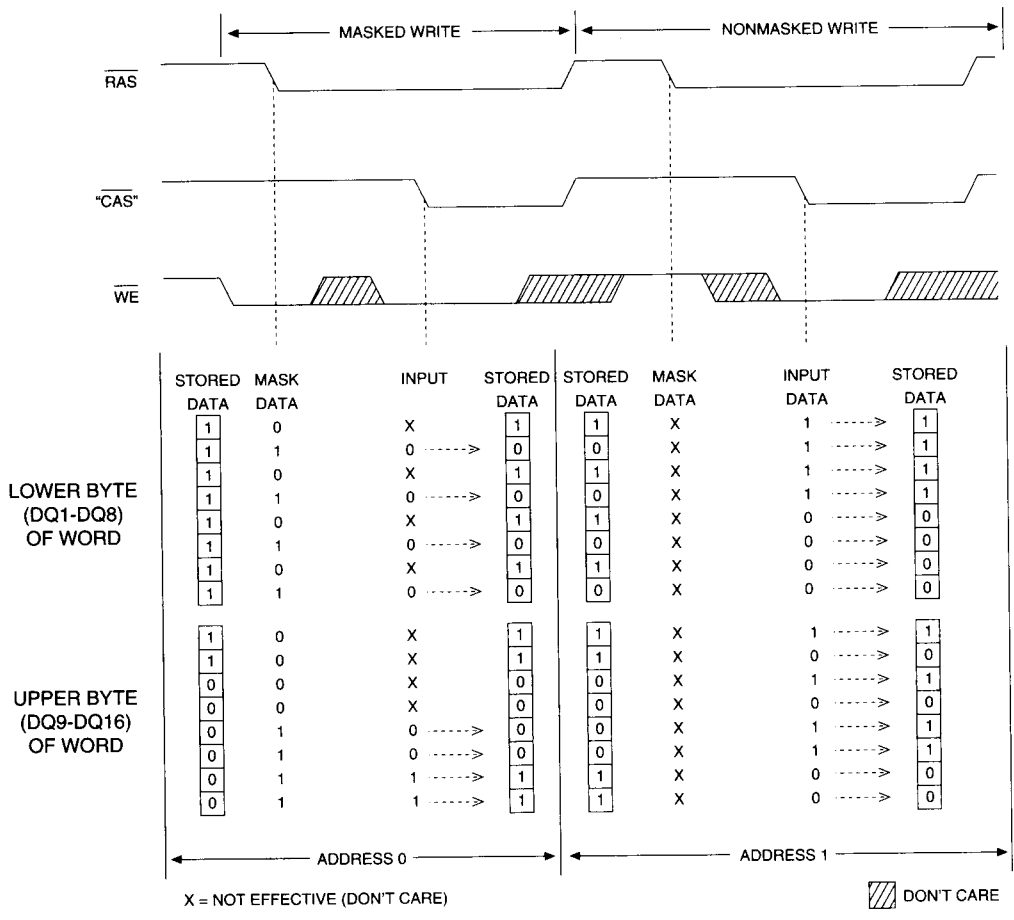 MASKED WRITE NONMASKED WRITE
RAS
"CAS"
WE
STORED MASK INPUT STORED STORED MASK INPUT STORED
DATA DATA DATA DATA DATA DATA DATA
1 0 X 1 1 X 1 1
1 1 0 0 0 X 1 1
1 0 X 1 1 X 1 1
1 1 0 0 0 X 1 1
1 0 X 1 1 X 0 0
1 1 0 0 0 X 0 0
1 0 X 1 1 X 0 0
1 1 0 0 0 X 0 0
LOWER BYTE
(DQ1-DQ8)
OF WORD
1 0 X 1 1 X 1 1
1 0 X 1 1 X 0 0
0 0 X 0 0 X 1 1
0 0 X 0 0 X 0 0
0 1 0 0 0 X 1 1
0 1 0 0 0 X 1 1
0 1 1 1 1 X 0 0
0 1 1 1 1 X 0 0
UPPER BYTE
(DQ9-DQ16)
OF WORD
ADDRESS 0 ADDRESS 1
X = NOT EFFECTIVE (DON'T CARE) DON'T CARE